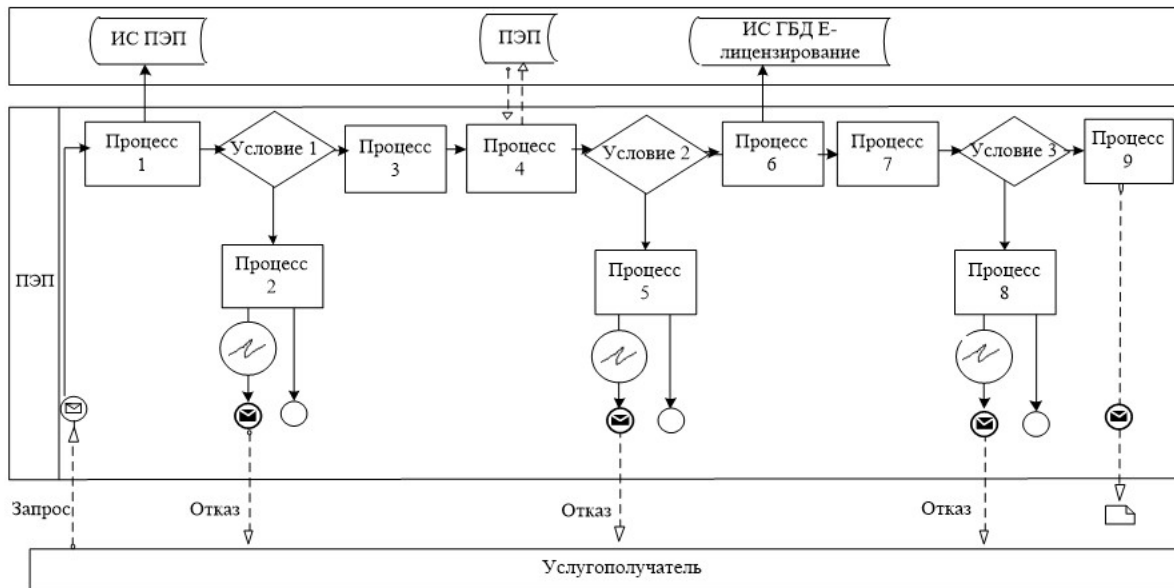 ИС ПЭП
ПЭП
ИС ГБД Е-
лицензирование
Процесс
1
Условие 1
Процесс
3
Процесс
4
Условие 2
Процесс
6
Процесс
7
Условие 3
Процесс
9
ПЭП
Процесс
2
Процесс
5
Процесс
8
Запрос
Отказ
Отказ
Отказ
Услугополучатель